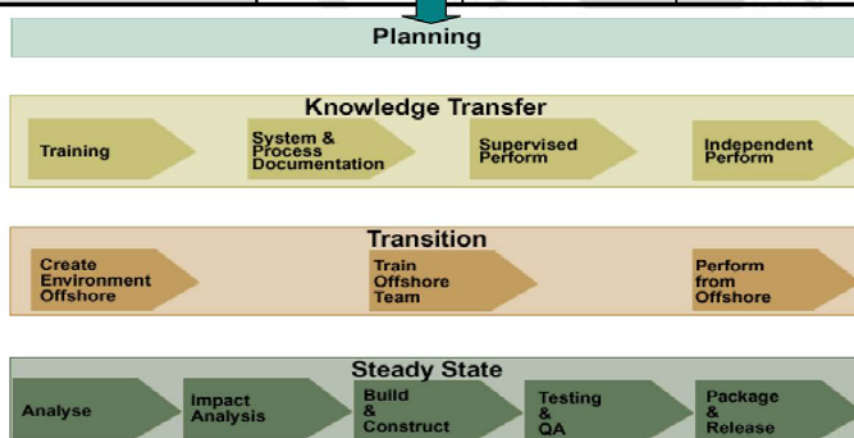 Planning
Knowledge Transfer
Training
System &
Process
Documentation
Supervised
Perform
Independent
Perform
Transition
Create
Environment
Offshore
Train
Offshore
Team
Perform
from
Offshore
Steady State
Analyse
Impact
Analysis
Build
&
Construct
Testing
&
QA
Package
&
Release